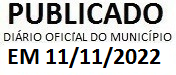 PUBLICADO
DIÁRIO OFICIAL DO MUNICÍPIO
EM 11/11/2022